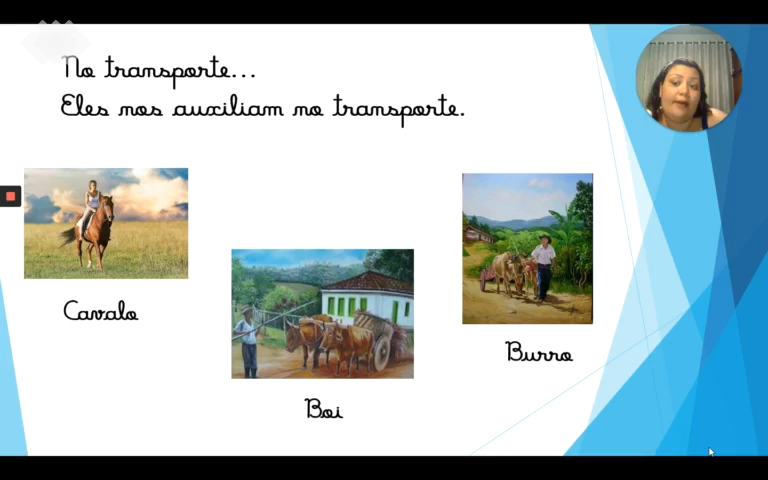 No transporte...
Eles nos auxiliam no transporte.
Cavalo
Boi
Burro